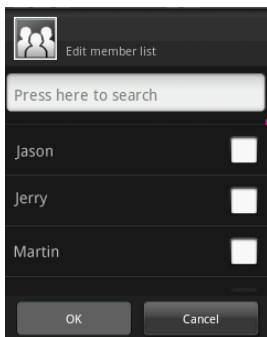 Edit member list
Press here to search
Jason
Jerry
Martin
OK
Cancel